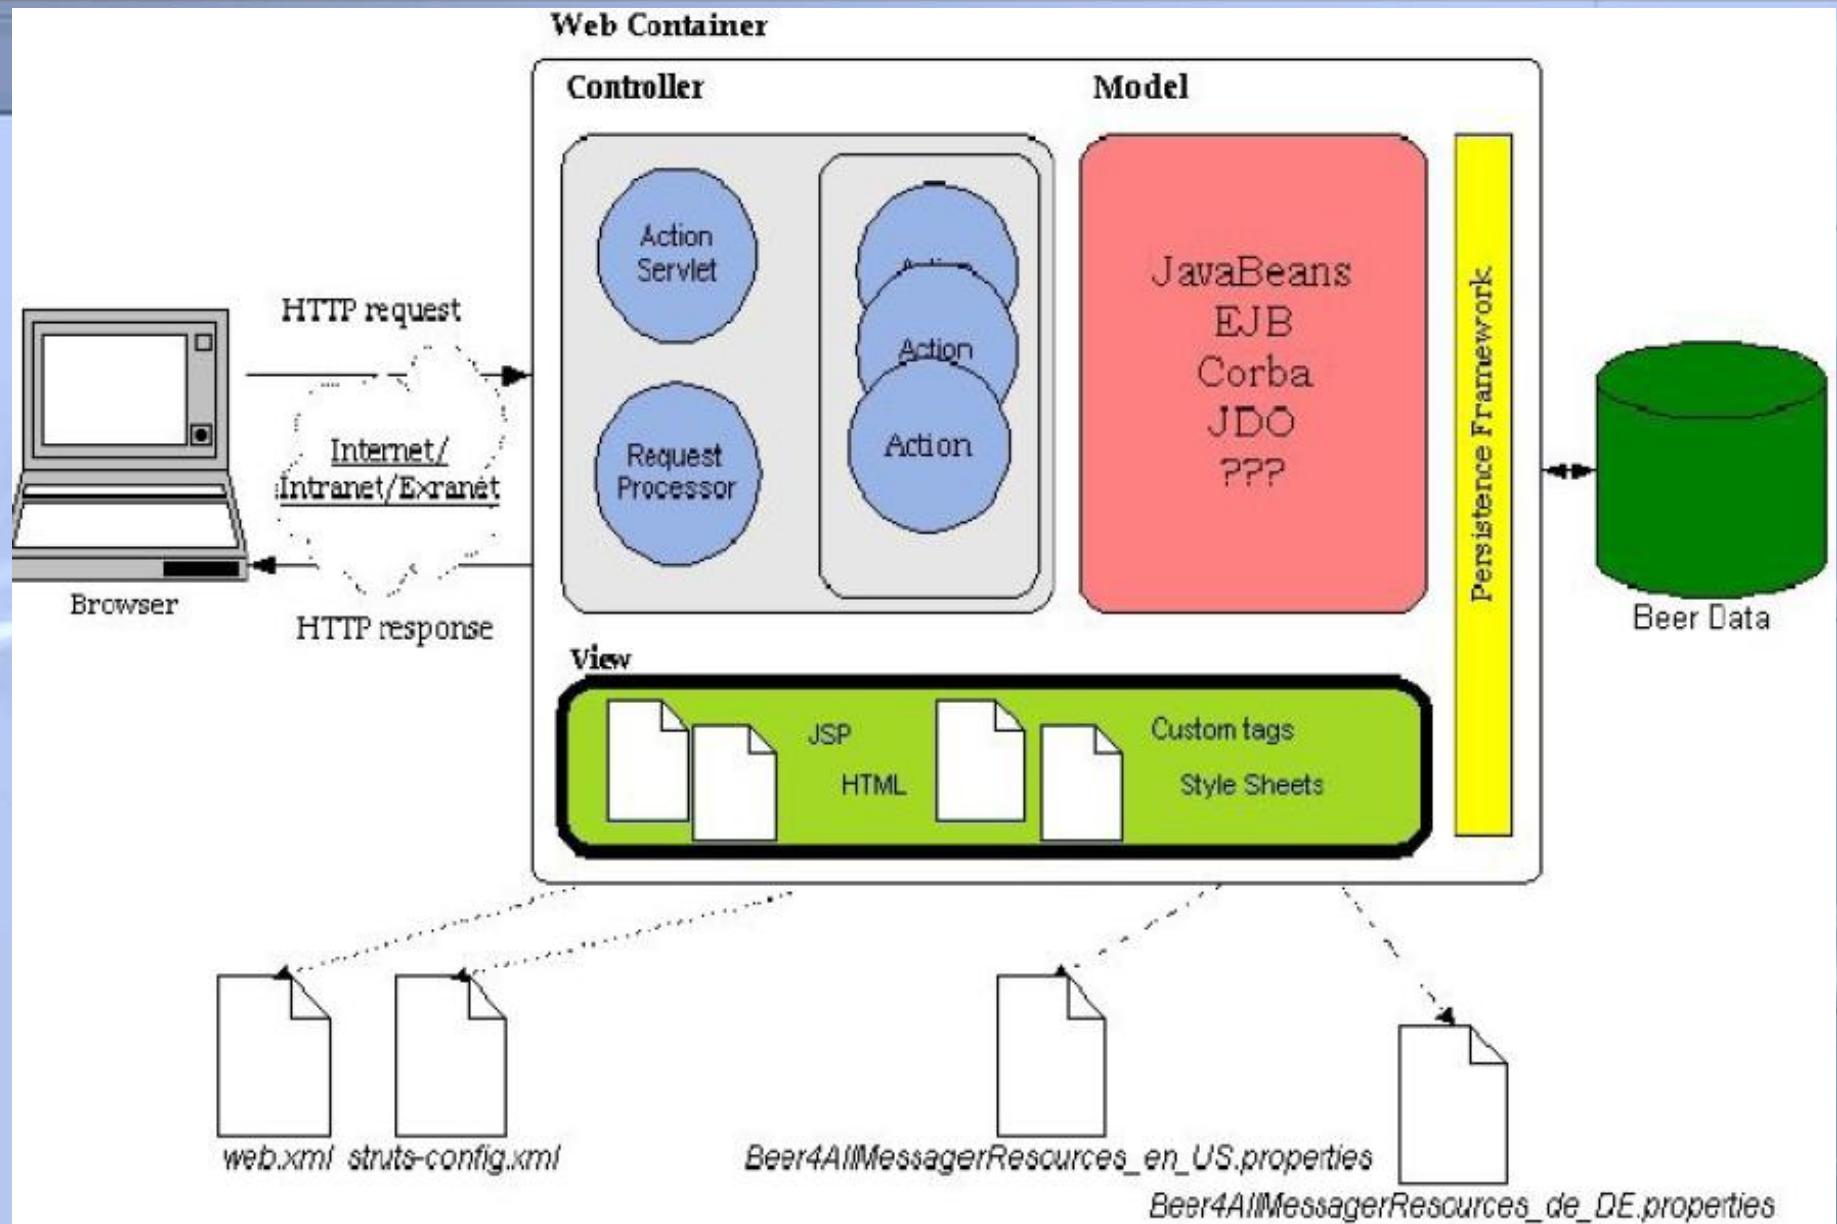 Web Container
Controller
Model
Action
Servlet
Action
Action
Request
Processor
JavaBeans
EJB
Corba
JDO
???
Persistence Framework
HTTP request
Internet/
Intranet/Exranet
HTTP response
Browser
Beer Data
View
JSP
HTML
Custom tags
Style Sheets
web.xml
struts-config.xml
Beer4AllMessagerResources_en_US.properties
Beer4AllMessagerResources_de_DE.properties